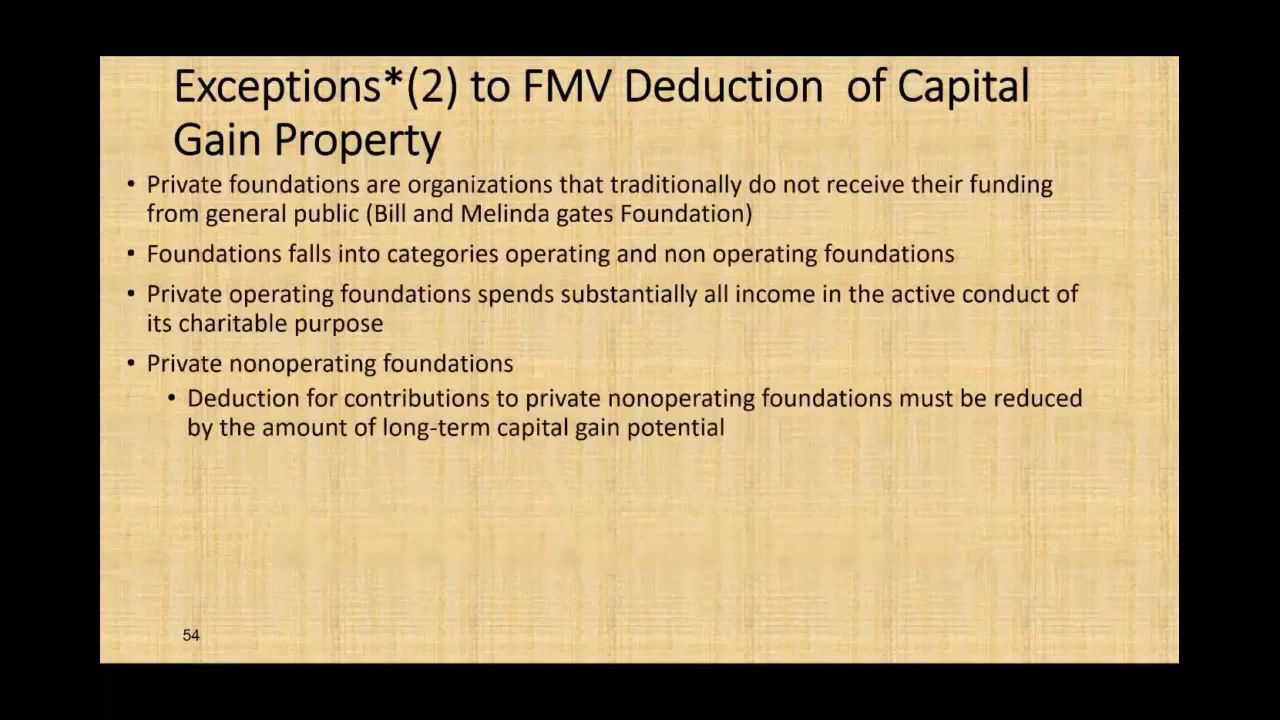 Exceptions*(2) to FMV Deduction of Capital
Gain Property
• Private foundations are organizations that traditionally do not receive their funding
from general public (Bill and Melinda gates Foundation)
• Foundations falls into categories operating and non operating foundations
• Private operating foundations spends substantially all income in the active conduct of
its charitable purpose
• Private nonoperating foundations
• Deduction for contributions to private nonoperating foundations must be reduced
by the amount of long-term capital gain potential
54